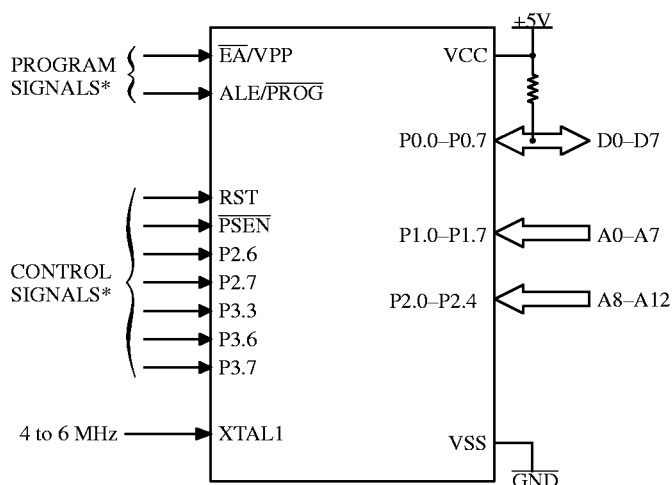 +5V
PROGRAM
SIGNALS*
EA/VPP
ALE/PROG
VCC
P0.0–P0.7
D0–D7
CONTROL
SIGNALS*
RST
PSEN
P2.6
P2.7
P3.3
P3.6
P3.7
P1.0–P1.7
A0–A7
P2.0–P2.4
A8–A12
4 to 6 MHz
XTAL1
VSS
GND